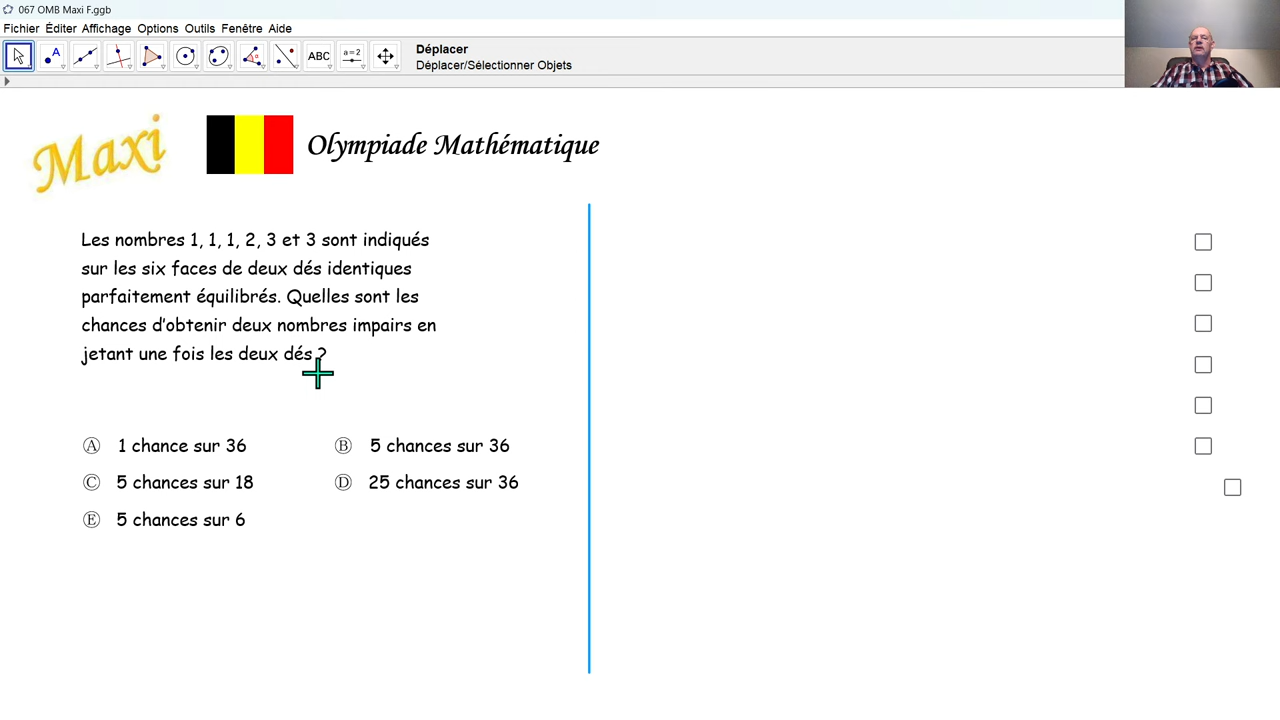 067 OMB Maxi F.ggb
Fichier Éditer Affichage Options Outils Fenêtre Aide
A ABC a=2 Déplacer
Déplacer/Sélectionner Objets
Maxi Olympiade Mathématique
Les nombres 1, 1, 1, 2, 3 et 3 sont indiqués
sur les six faces de deux dés identiques
parfaitement équilibrés. Quelles sont les
chances d'obtenir deux nombres impairs en
jetant une fois les deux dés ?
Ⓐ 1 chance sur 36 Ⓑ 5 chances sur 36
Ⓒ 5 chances sur 18 Ⓓ 25 chances sur 36
Ⓔ 5 chances sur 6